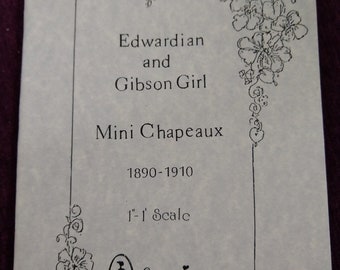 Edwardian
and
Gibson Girl
Mini Chapeaux
1890-1910
1"-1' Scale